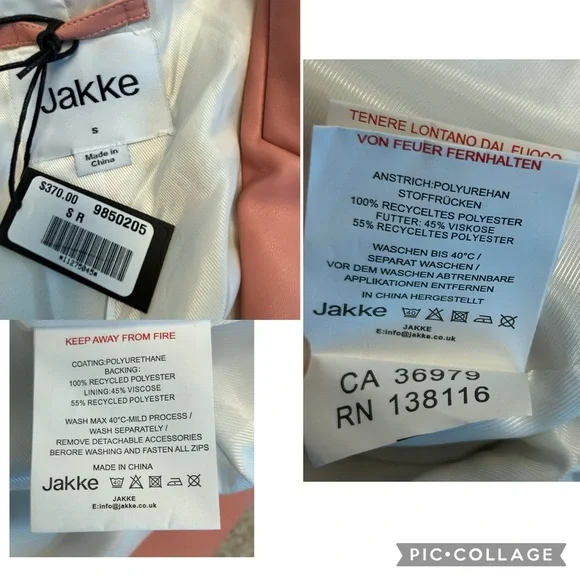 Jakke
S
Made in
China
$370.00 9850205
S R
*11275045*
TENERE LONTANO DAL FUOCO
VON FEUER FERNHALTEN
ANSTRICH:POLYUREHAN
STOFFRÜCKEN:
100% RECYCELTES POLYESTER
FUTTER: 45% VISKOSE
55% RECYCELTES POLYESTER
WASCHEN BIS 40°C/
SEPARAT WASCHEN /
VOR DEM WASCHEN ABTRENNBARE
APPLIKATIONEN ENTFERNEN
IN CHINA HERGESTELLT
Jakke 40
JAKKE
E:info@jakke.co.uk
CA 36979
RN 138116
KEEP AWAY FROM FIRE
COATING:POLYURETHANE
BACKING:
100% RECYCLED POLYESTER
LINING:45% VISCOSE
55% RECYCLED POLYESTER
WASH MAX 40°C-MILD PROCESS /
WASH SEPARATELY /
REMOVE DETACHABLE ACCESSORIES
BERORE WASHING AND FASTEN ALL ZIPS
MADE IN CHINA
Jakke 40
JAKKE
E:info@jakke.co.uk
PIC•COLLAGE